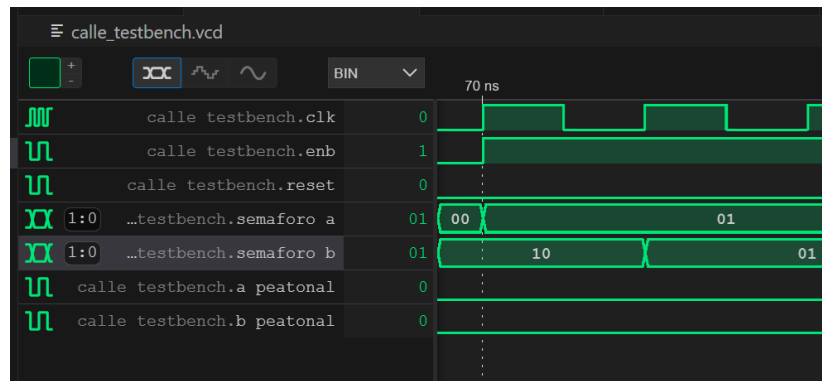 calle_testbench.vcd
+
-
BIN
70 ns
calle testbench.clk 0
calle testbench.enb 1
calle testbench.reset 0
1:0 …testbench.semaforo a 01 00 01
1:0 …testbench.semaforo b 01 10 01
calle testbench.a peatonal 0
calle testbench.b peatonal 0